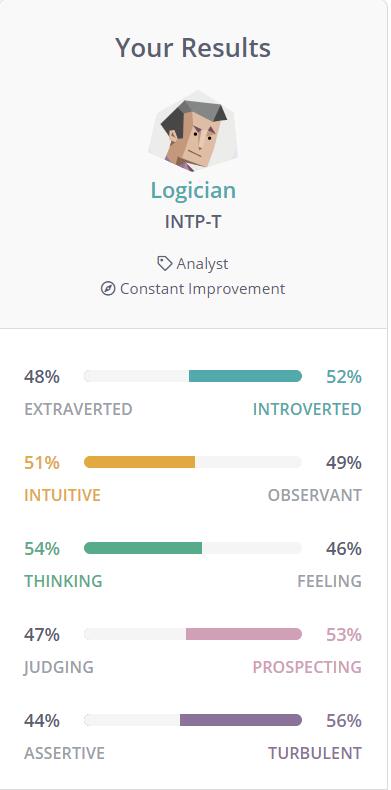 Your Results
Logician
INTP-T
Analyst
Constant Improvement
48% 52%
EXTRAVERTED INTROVERTED
51% 49%
INTUITIVE OBSERVANT
54% 46%
THINKING FEELING
47% 53%
JUDGING PROSPECTING
44% 56%
ASSERTIVE TURBULENT